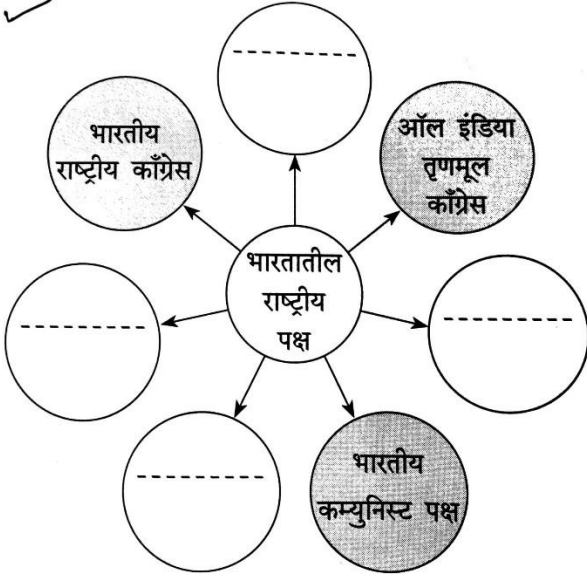 भारतीय
राष्ट्रीय काँग्रेस
ऑल इंडिया
तृणमूल
काँग्रेस
भारतातील
राष्ट्रीय
पक्ष
भारतीय
कम्युनिस्ट पक्ष